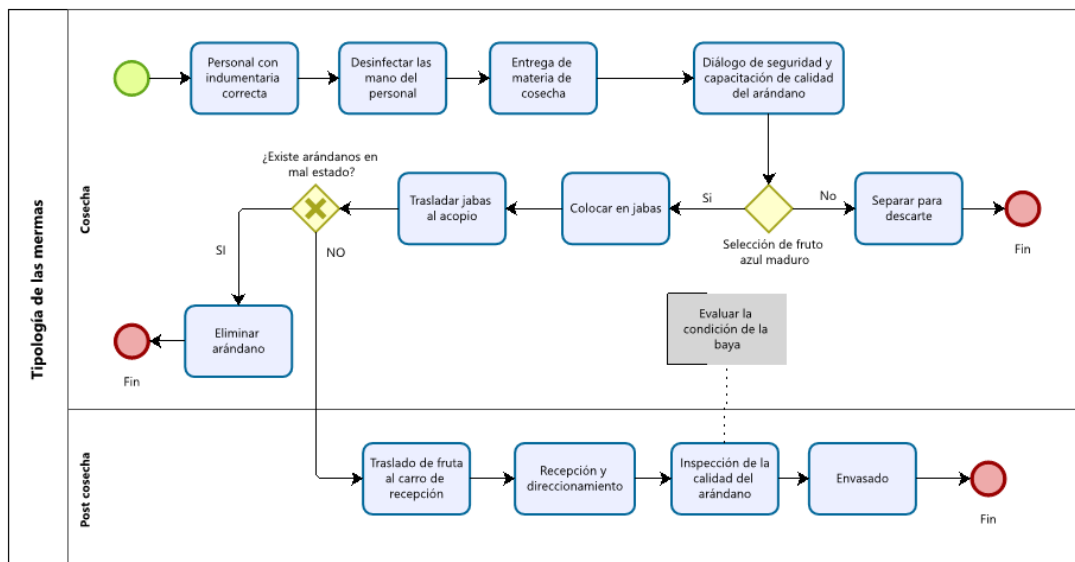 Tipología de las mermas
Cosecha
Personal con
indumentaria
correcta
Desinfectar las
mano del
personal
Entrega de
materia de
cosecha
Diálogo de seguridad y
capacitación de calidad
del arándano
¿Existe arándanos en
mal estado?
Trasladar jabas
al acopio
Colocar en jabas
Si
No
Selección de fruto
azul maduro
Separar para
descarte
Fin
SI
NO
Eliminar
arándano
Fin
Evaluar la
condición de la
baya
Post cosecha
Traslado de fruta
al carro de
recepción
Recepción y
direccionamiento
Inspección de la
calidad del
arándano
Envasado
Fin